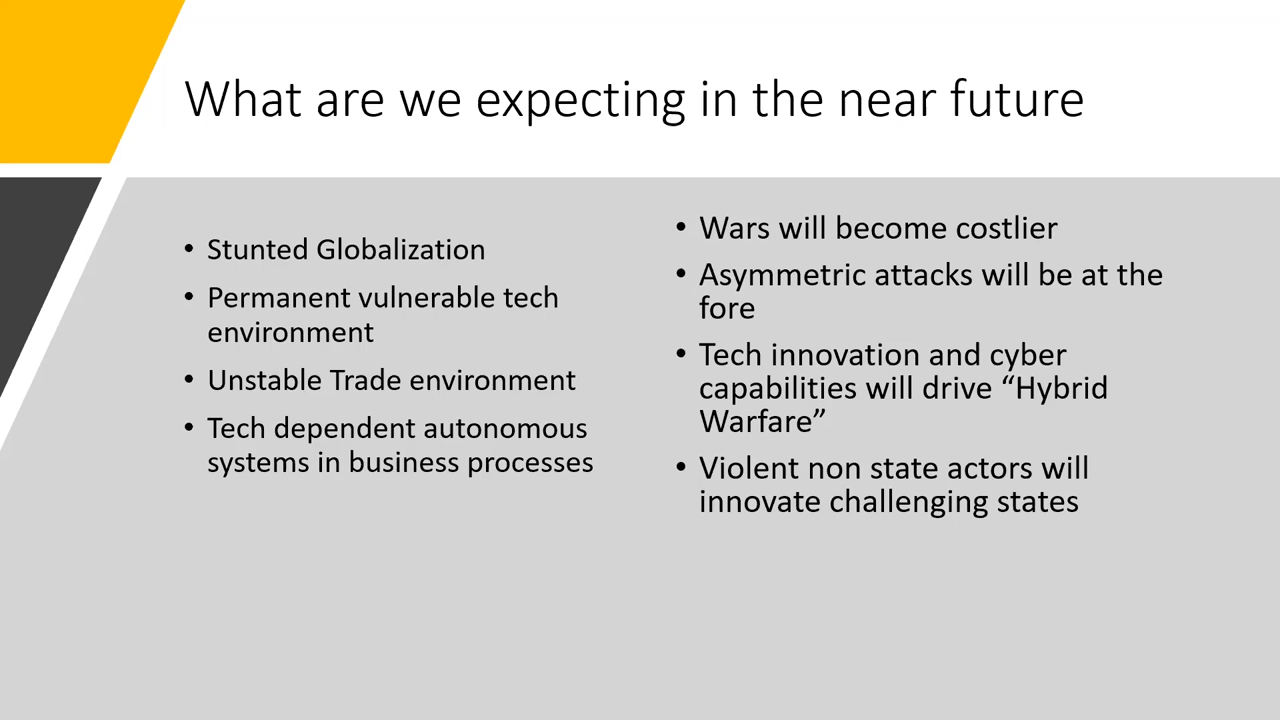 What are we expecting in the near future
• Stunted Globalization
• Permanent vulnerable tech
environment
• Unstable Trade environment
• Tech dependent autonomous
systems in business processes
• Wars will become costlier
• Asymmetric attacks will be at the
fore
• Tech innovation and cyber
capabilities will drive “Hybrid
Warfare”
• Violent non state actors will
innovate challenging states